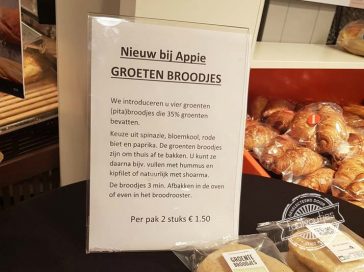 Nieuw bij Appie
GROETEN BROODJES
We introduceren u vier groenten
(pita)broodjes die 35% groenten
bevatten.
Keuze uit spinazie, bloemkool, rode
biet en paprika. De groenten broodjes
zijn om thuis af te bakken. U kunt ze
daarna bijv. vullen met hummus en
kipfilet of natuurlijk met shoarma.
De broodjes 3 min. Afbakken in de oven
of even in het broodrooster.
Per pak 2 stuks € 1.50
GROENTE
BROODJES